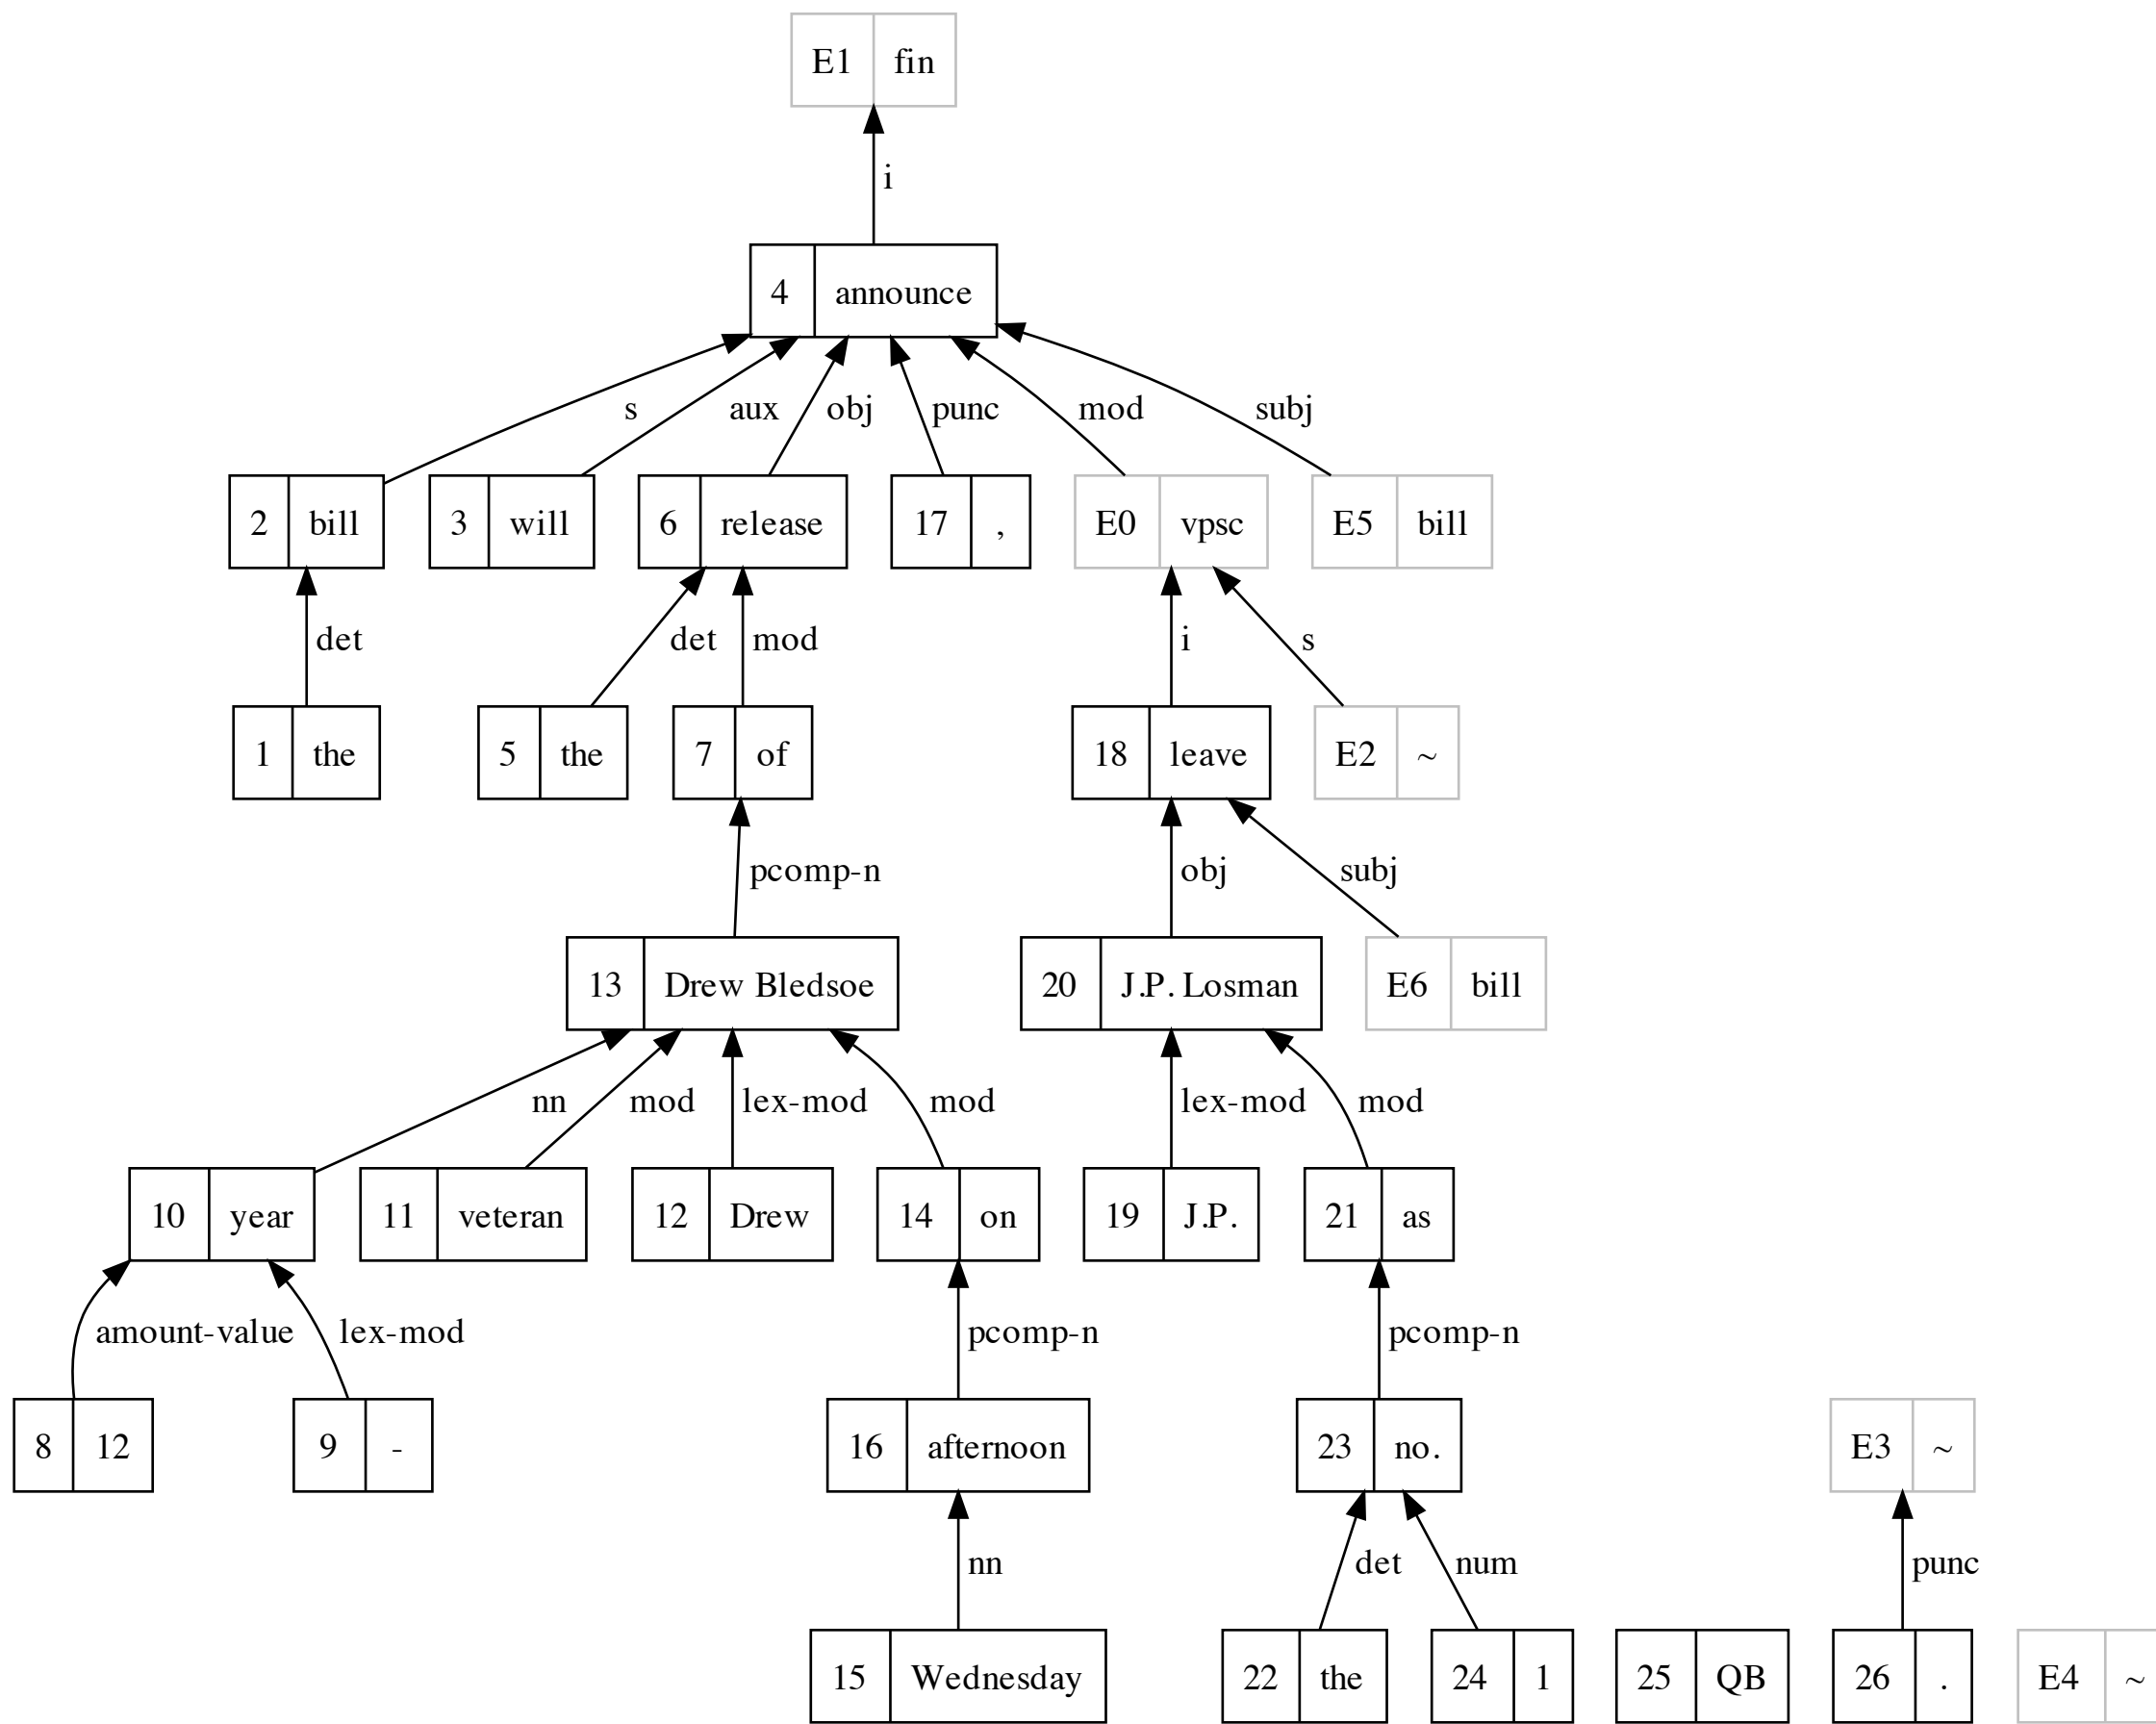 E1 fin
i
4 announce
s aux obj punc mod subj
2 bill 3 will 6 release 17 , E0 vpsc E5 bill
det det mod i s
1 the 5 the 7 of 18 leave E2 ~
pcomp-n obj subj
13 Drew Bledsoe 20 J.P. Losman E6 bill
nn mod lex-mod mod lex-mod mod
10 year 11 veteran 12 Drew 14 on 19 J.P. 21 as
amount-value lex-mod pcomp-n pcomp-n
8 12 9 - 16 afternoon 23 no. E3 ~
nn det num punc
15 Wednesday 22 the 24 1 25 QB 26 . E4 ~